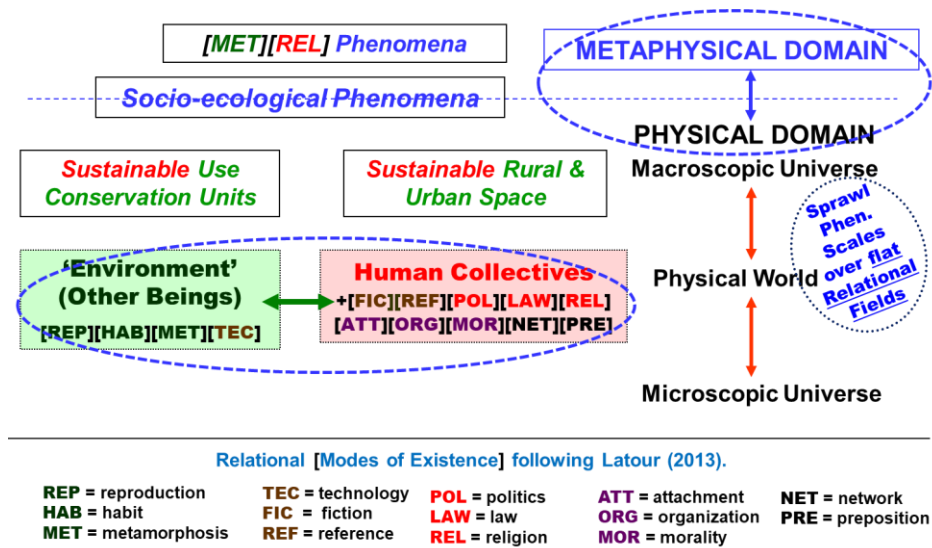 [MET][REL] Phenomena
METAPHYSICAL DOMAIN
Socio-ecological Phenomena
PHYSICAL DOMAIN
Macroscopic Universe
Sustainable Use
Conservation Units
Sustainable Rural &
Urban Space
Sprawl
Phen.
Scales
over flat
Relational
Fields
'Environment'
(Other Beings)
[REP][HAB][MET][TEC]
Human Collectives
+[FIC][REF][POL][LAW][REL]
[ATT][ORG][MOR][NET][PRE]
Physical World
Microscopic Universe
Relational [Modes of Existence] following Latour (2013).
REP = reproduction
HAB = habit
MET = metamorphosis
TEC = technology
FIC = fiction
REF = reference
POL = politics
LAW = law
REL = religion
ATT = attachment
ORG = organization
MOR = morality
NET = network
PRE = preposition